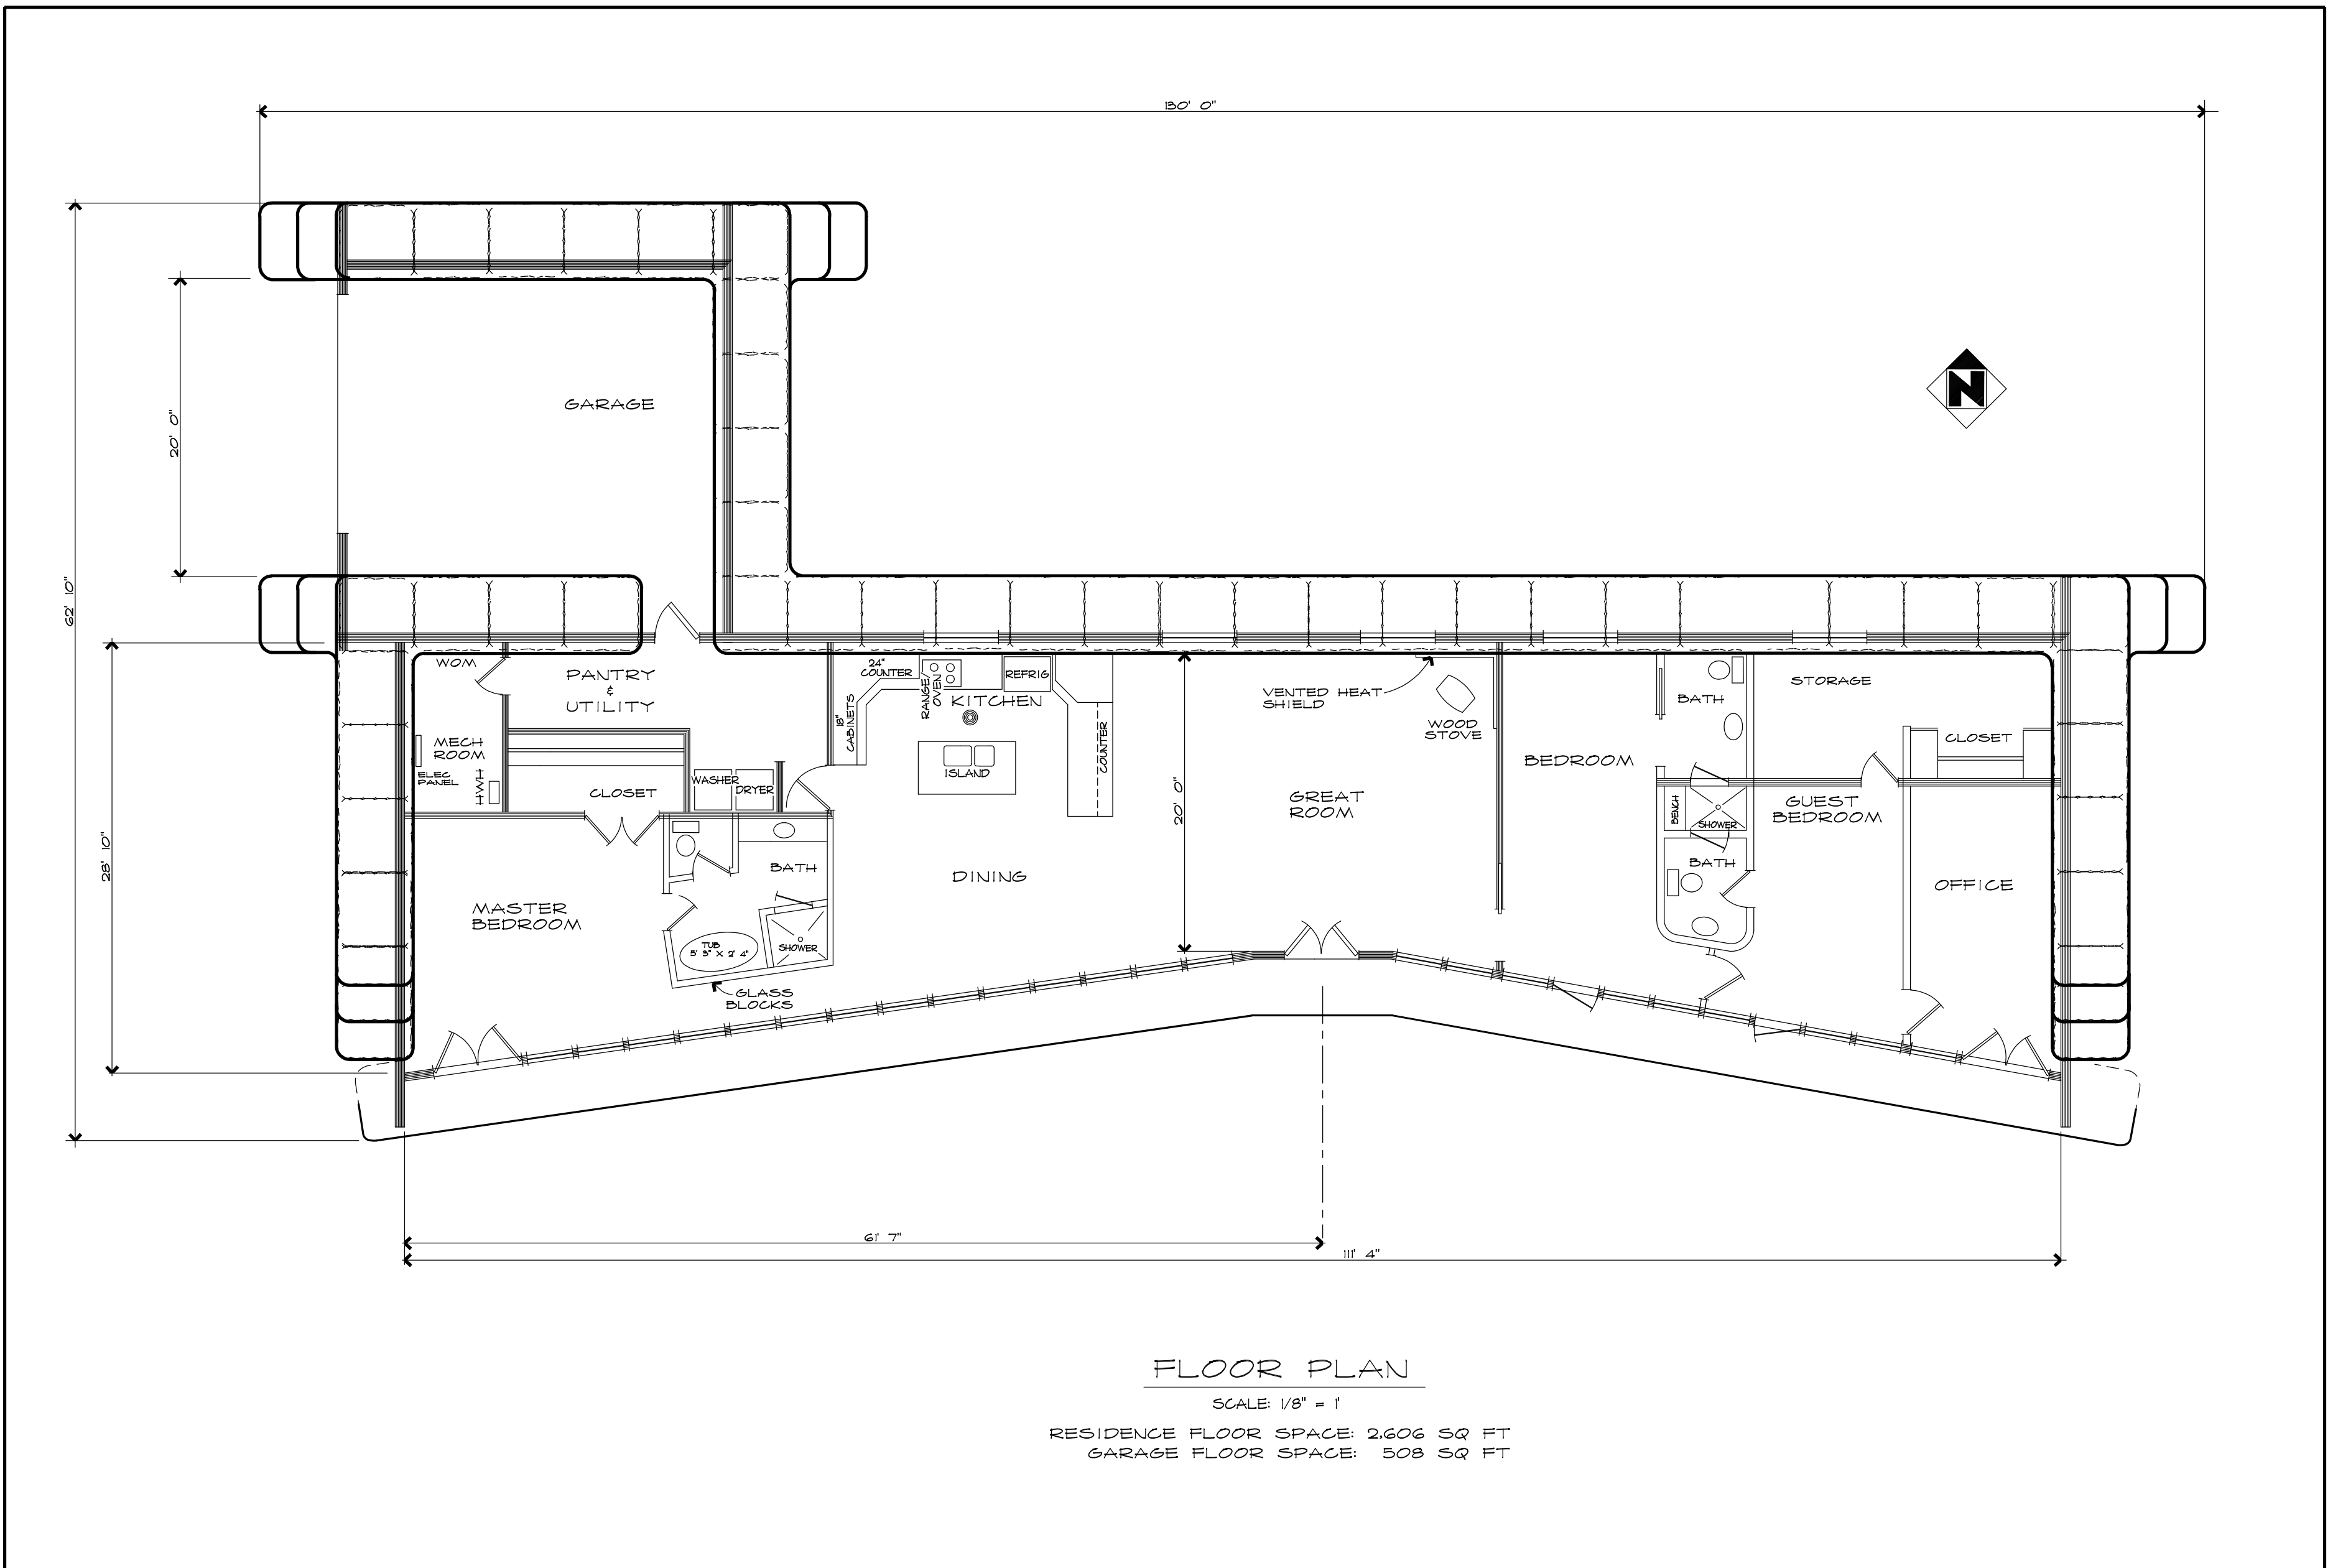 130' 0"
N
GARAGE
20' 0"
62' 10"
28' 10"
WOM
PANTRY
&
UTILITY
MECH
ROOM
ELEC
PANEL
HWH
CLOSET
WASHER
DRYER
24"
COUNTER
18"
CABINETS
RANGE/
OVEN
KITCHEN
REFRIG
ISLAND
COUNTER
20' 0"
VENTED HEAT
SHIELD
WOOD
STOVE
GREAT
ROOM
BEDROOM
BATH
STORAGE
CLOSET
BENCH
SHOWER
GUEST
BEDROOM
BATH
OFFICE
DINING
MASTER
BEDROOM
BATH
TUB
5' 3" X 2' 4"
SHOWER
GLASS
BLOCKS
61' 7"
111' 4"
FLOOR PLAN
SCALE: 1/8" = 1'
RESIDENCE FLOOR SPACE: 2,606 SQ FT
GARAGE FLOOR SPACE: 508 SQ FT